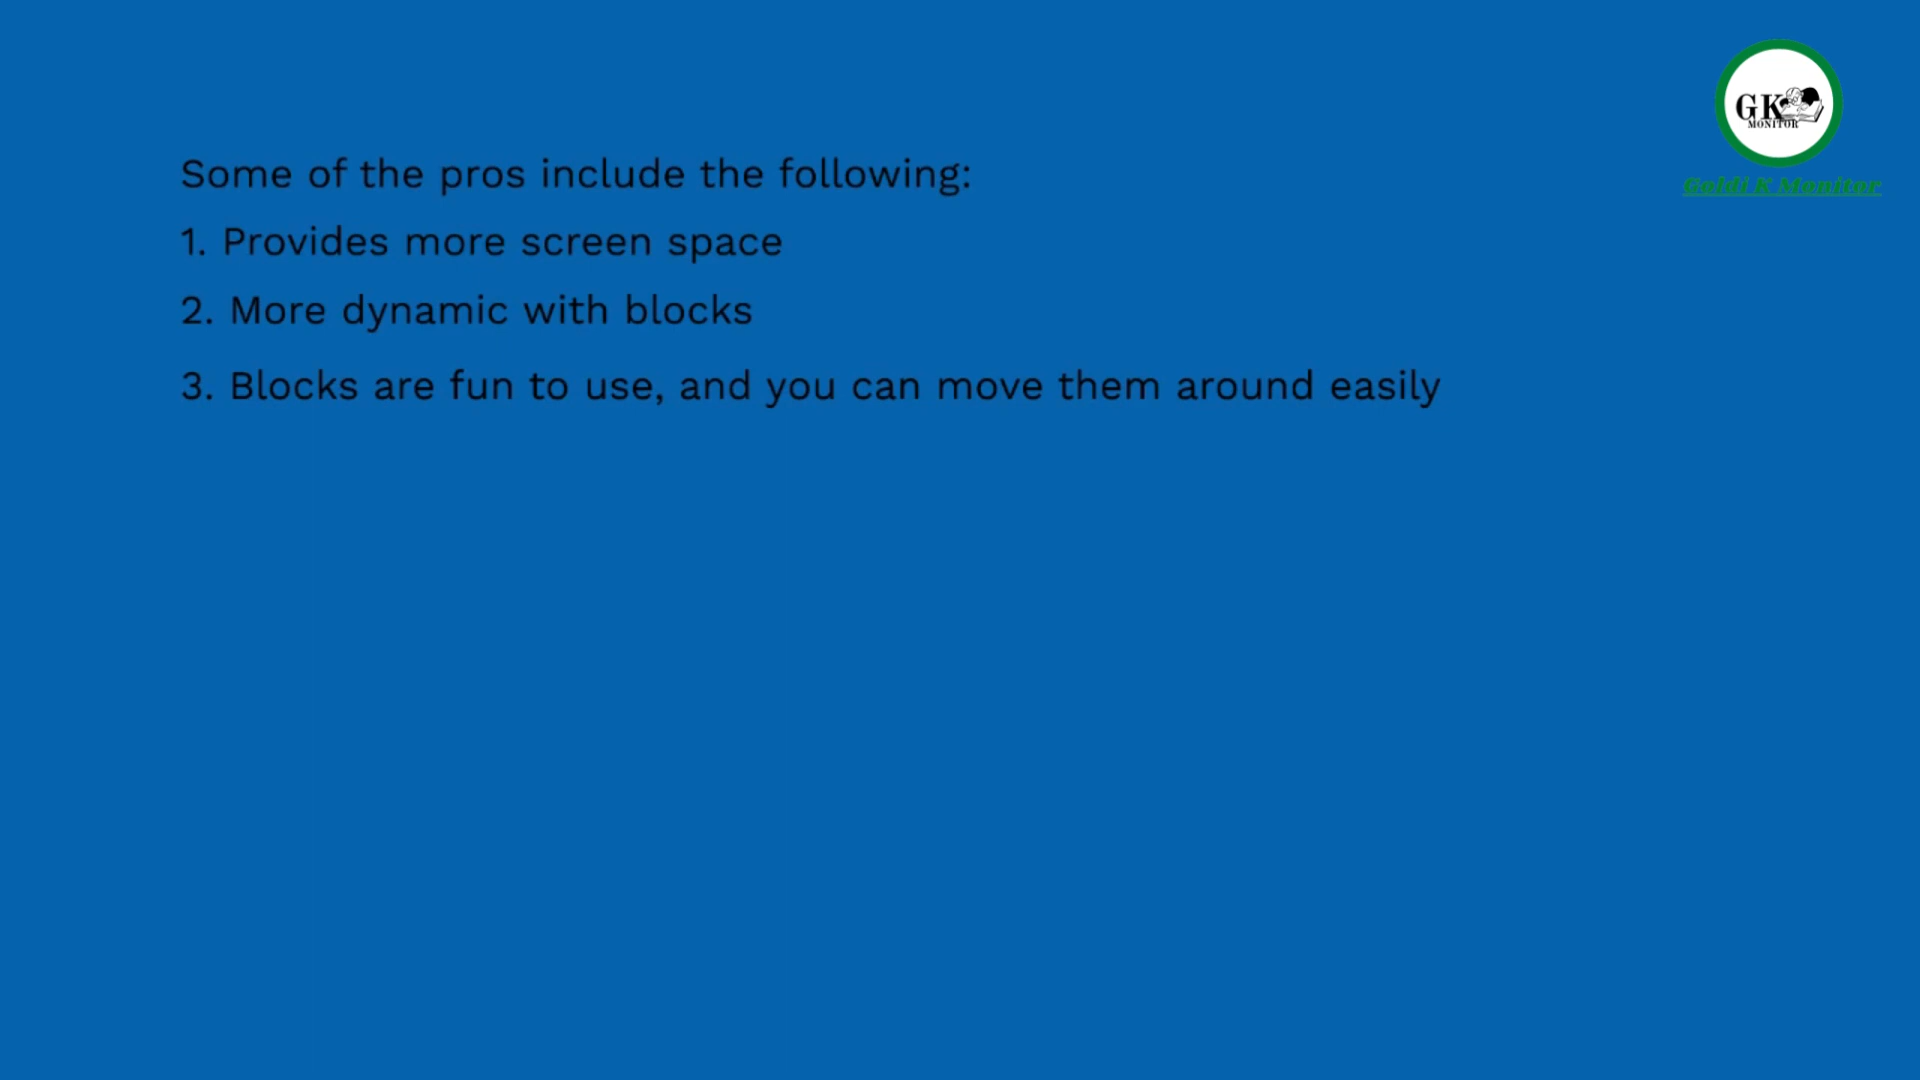 GK
MONITOR
Goldi K Monitor
Some of the pros include the following:
1. Provides more screen space
2. More dynamic with blocks
3. Blocks are fun to use, and you can move them around easily